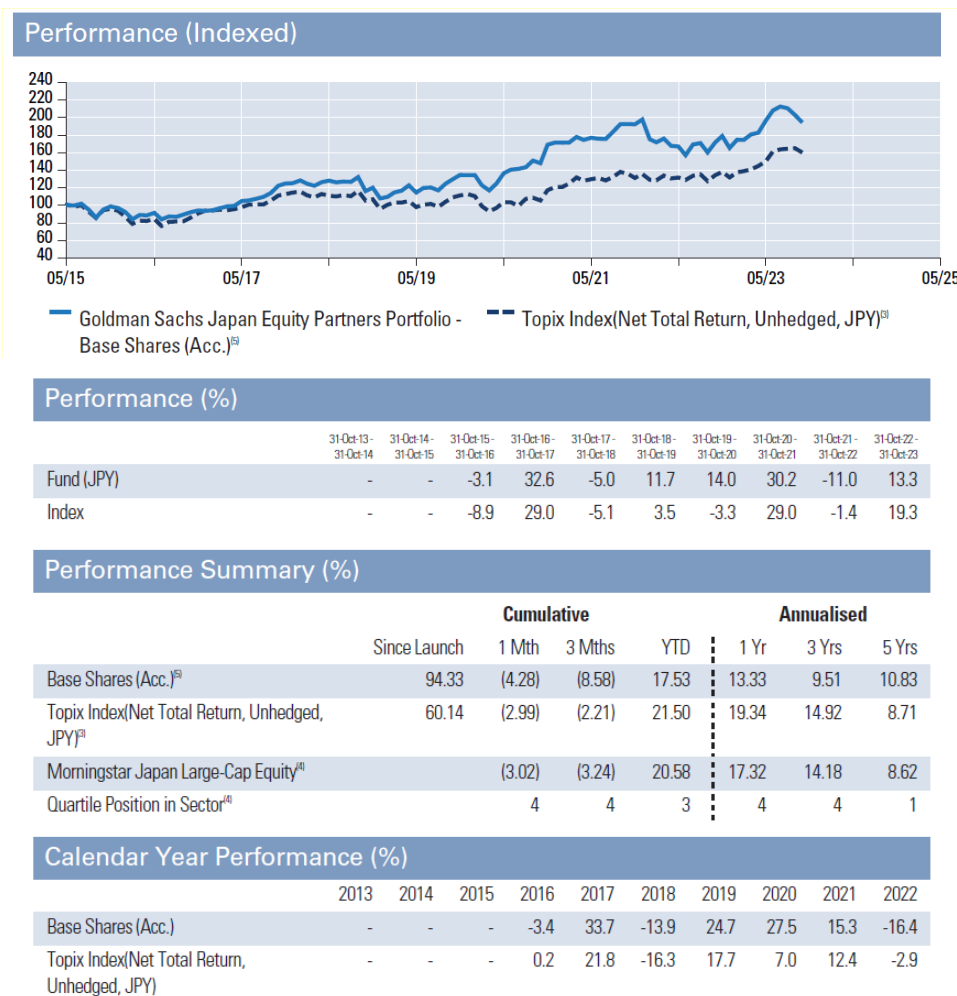 Performance (Indexed)
240
220
200
180
160
140
120
100
80
60
40
05/15 05/17 05/19 05/21 05/23 05/25
Goldman Sachs Japan Equity Partners Portfolio - Topix Index(Net Total Return, Unhedged, JPY)(3)
Base Shares (Acc.)(5)
Performance (%)
31-Oct-13 - 31-Oct-14 - 31-Oct-15 - 31-Oct-16 - 31-Oct-17 - 31-Oct-18 - 31-Oct-19 - 31-Oct-20 - 31-Oct-21 - 31-Oct-22 -
31-Oct-14 31-Oct-15 31-Oct-16 31-Oct-17 31-Oct-18 31-Oct-19 31-Oct-20 31-Oct-21 31-Oct-22 31-Oct-23
Fund (JPY) - - -3.1 32.6 -5.0 11.7 14.0 30.2 -11.0 13.3
Index - - -8.9 29.0 -5.1 3.5 -3.3 29.0 -1.4 19.3
Performance Summary (%)
Cumulative Annualised
Since Launch 1 Mth 3 Mths YTD 1 Yr 3 Yrs 5 Yrs
Base Shares (Acc.)(5) 94.33 (4.28) (8.58) 17.53 13.33 9.51 10.83
Topix Index(Net Total Return, Unhedged, 60.14 (2.99) (2.21) 21.50 19.34 14.92 8.71
JPY)(3)
Morningstar Japan Large-Cap Equity(4) (3.02) (3.24) 20.58 17.32 14.18 8.62
Quartile Position in Sector(4) 4 4 3 4 4 1
Calendar Year Performance (%)
2013 2014 2015 2016 2017 2018 2019 2020 2021 2022
Base Shares (Acc.) - - - -3.4 33.7 -13.9 24.7 27.5 15.3 -16.4
Topix Index(Net Total Return, - - - 0.2 21.8 -16.3 17.7 7.0 12.4 -2.9
Unhedged, JPY)